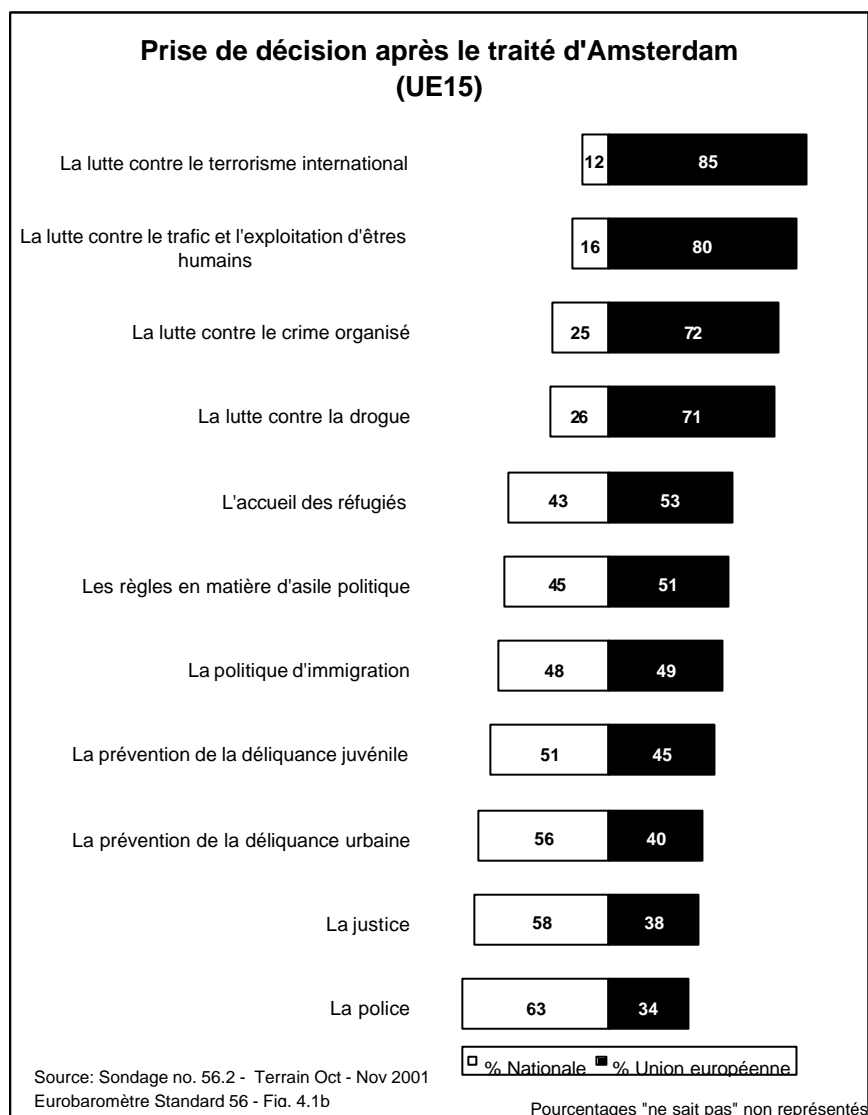 Prise de décision après le traité d'Amsterdam
(UE15)
La lutte contre le terrorisme international 12 85
La lutte contre le trafic et l'exploitation d'êtres
humains 16 80
La lutte contre le crime organisé 25 72
La lutte contre la drogue 26 71
L'accueil des réfugiés 43 53
Les règles en matière d'asile politique 45 51
La politique d'immigration 48 49
La prévention de la déliquance juvénile 51 45
La prévention de la déliquance urbaine 56 40
La justice 58 38
La police 63 34
% Nationale % Union européenne
Source: Sondage no. 56.2 - Terrain Oct - Nov 2001
Eurobaromètre Standard 56 - Fig. 4.1b
Pourcentages "ne sait pas" non représentés